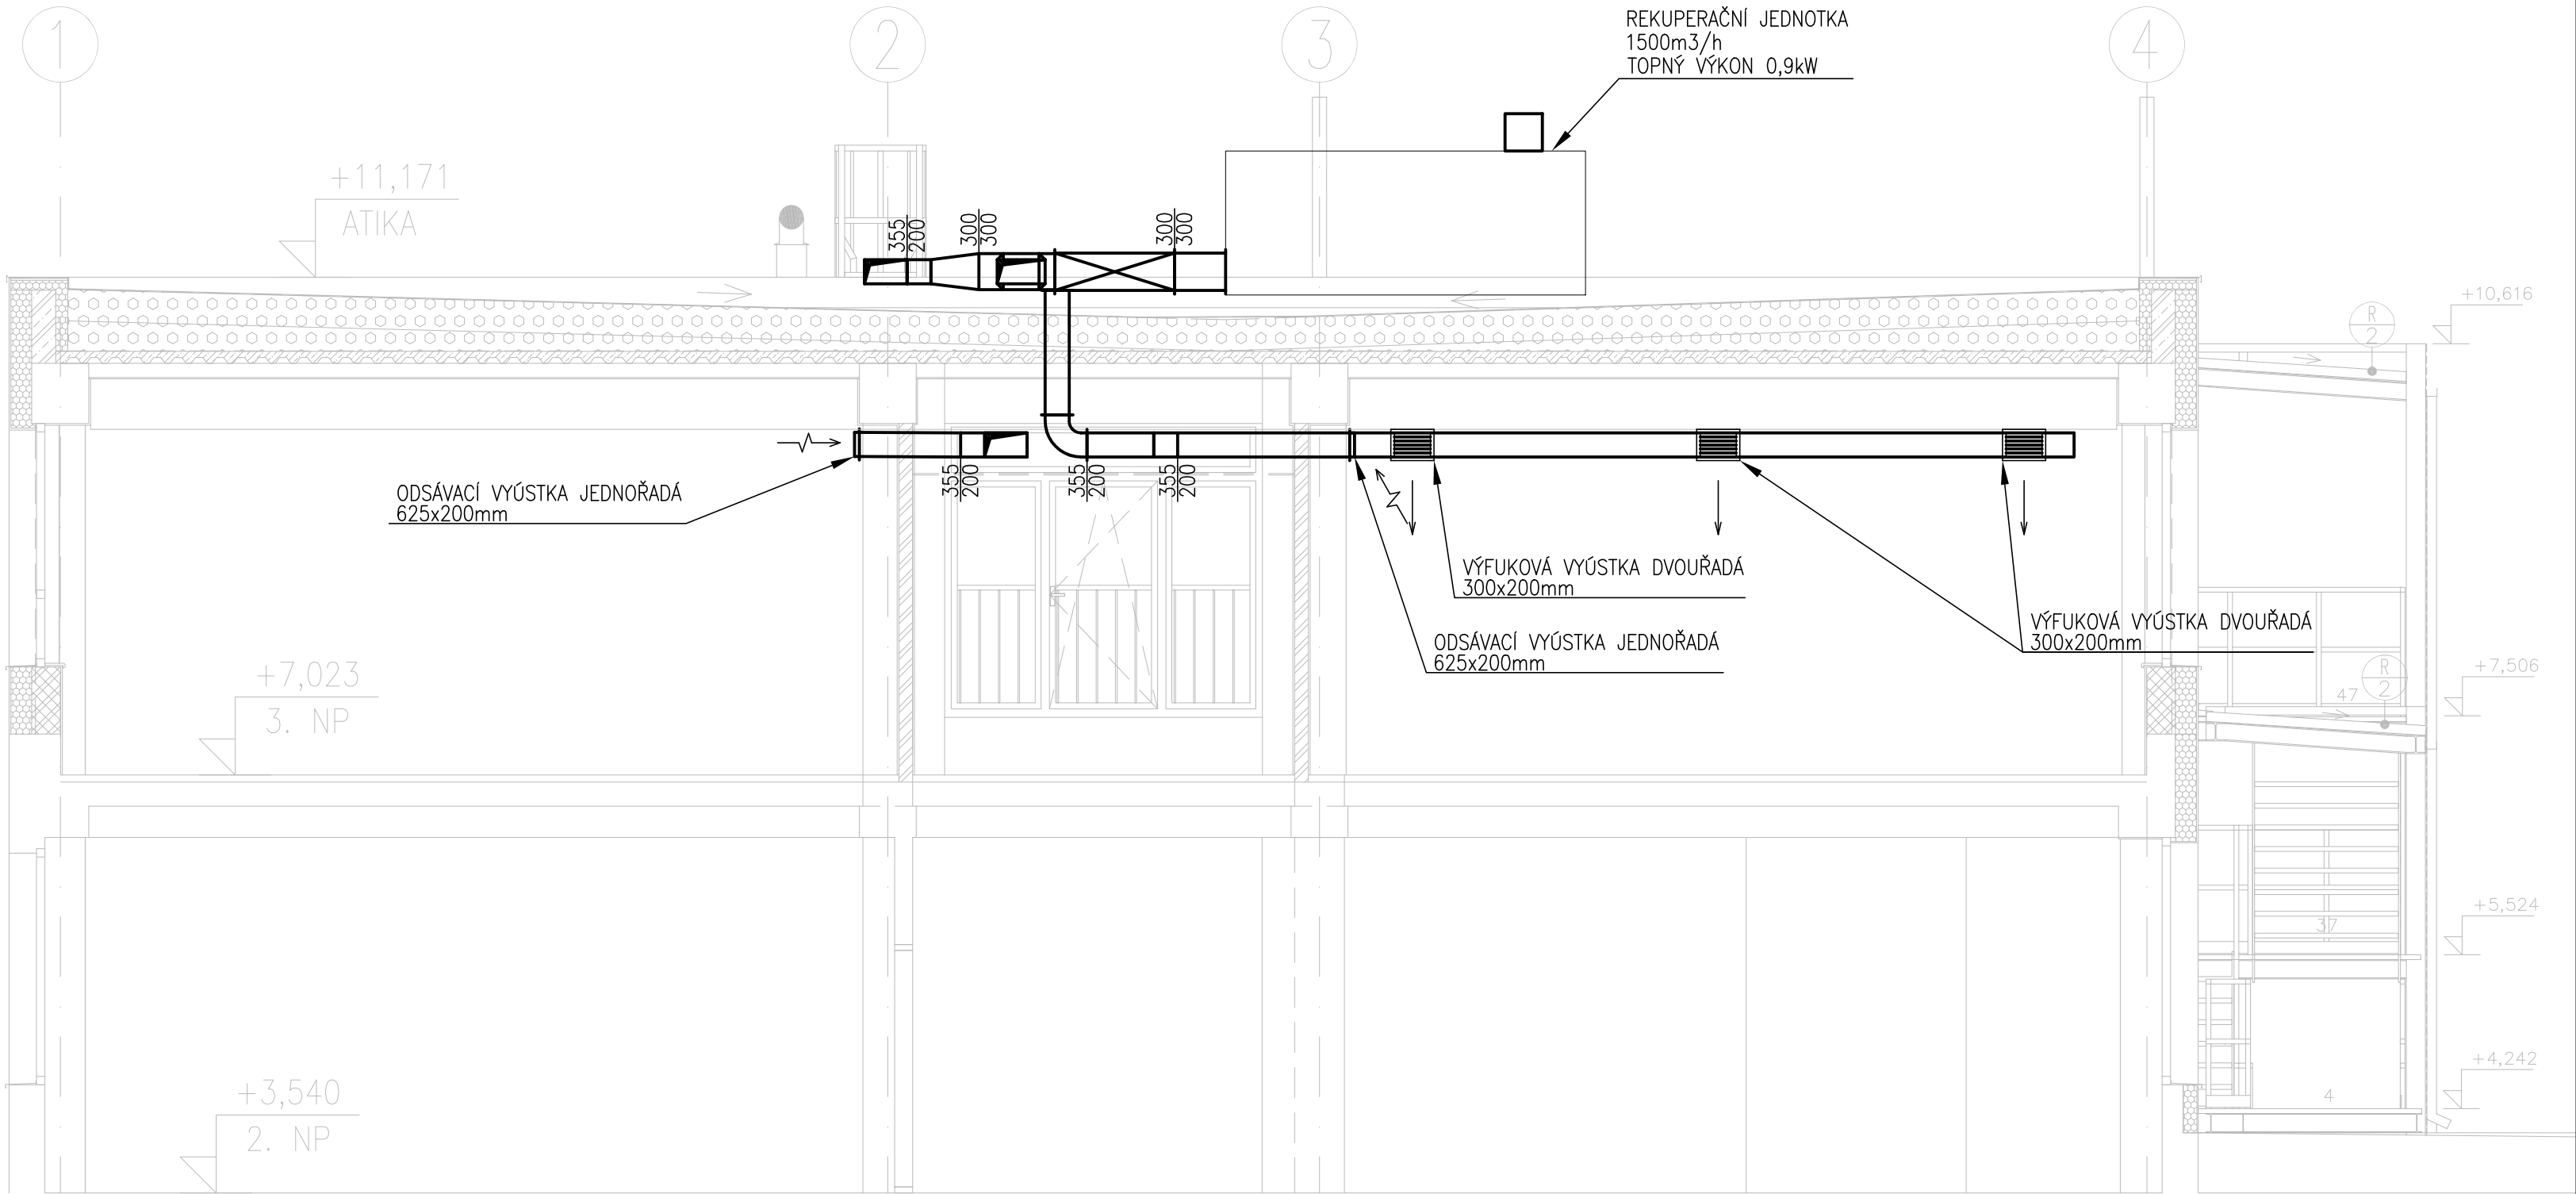 1
2
3
4
REKUPERAČNÍ JEDNOTKA
1500m3/h
TOPNÝ VÝKON 0,9kW
+11,171
ATIKA
355
200
300
300
300
300
+10,616
R
2
355
200
355
200
355
200
ODSÁVACÍ VYÚSTKA JEDNOŘADÁ
625x200mm
VÝFUKOVÁ VYÚSTKA DVOUŘADÁ
300x200mm
ODSÁVACÍ VYÚSTKA JEDNOŘADÁ
625x200mm
VÝFUKOVÁ VYÚSTKA DVOUŘADÁ
300x200mm
+7,023
3. NP
+7,506
R
2
47
+5,524
37
+4,242
4
+3,540
2. NP